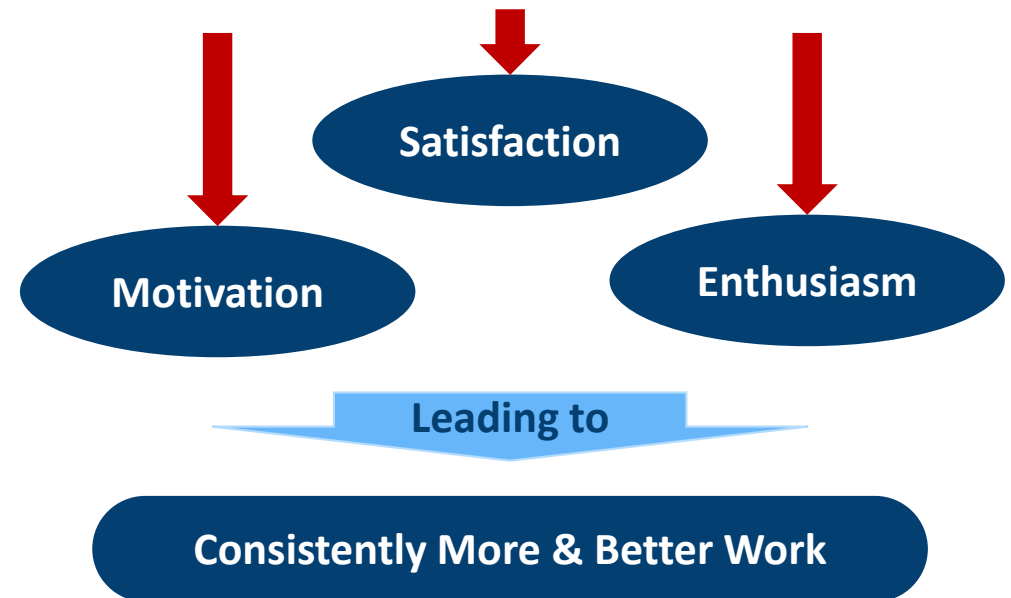 Satisfaction
Motivation
Enthusiasm
Leading to
Consistently More & Better Work